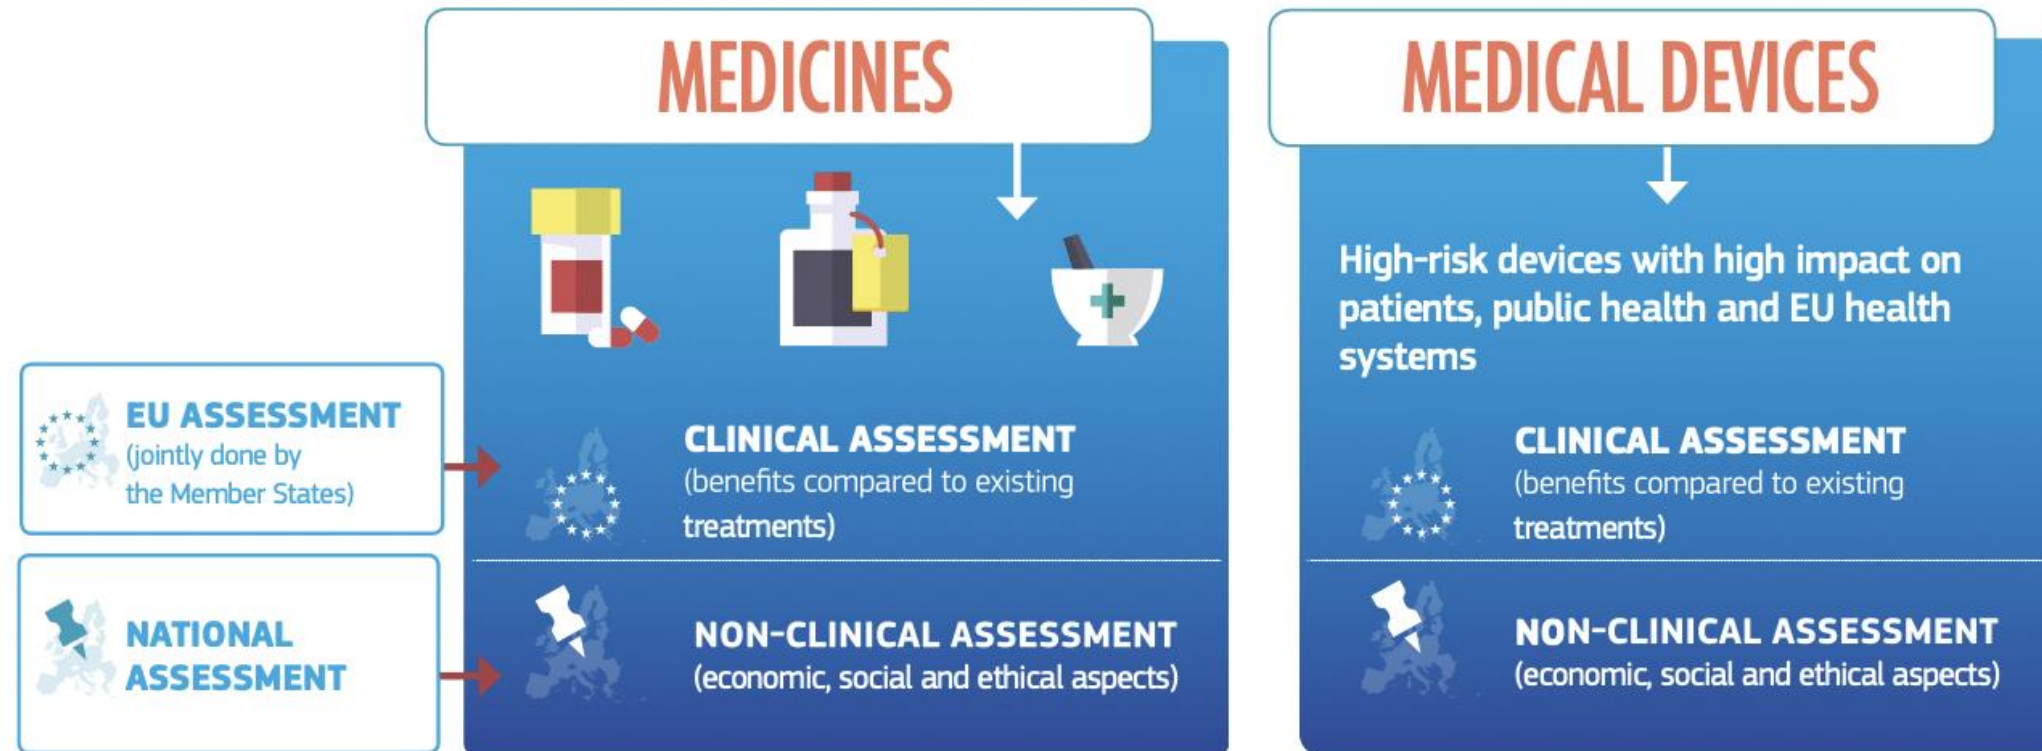 MEDICINES
MEDICAL DEVICES
High-risk devices with high impact on
patients, public health and EU health
systems
EU ASSESSMENT
(jointly done by
the Member States)
CLINICAL ASSESSMENT
(benefits compared to existing
treatments)
CLINICAL ASSESSMENT
(benefits compared to existing
treatments)
NATIONAL
ASSESSMENT
NON-CLINICAL ASSESSMENT
(economic, social and ethical aspects)
NON-CLINICAL ASSESSMENT
(economic, social and ethical aspects)